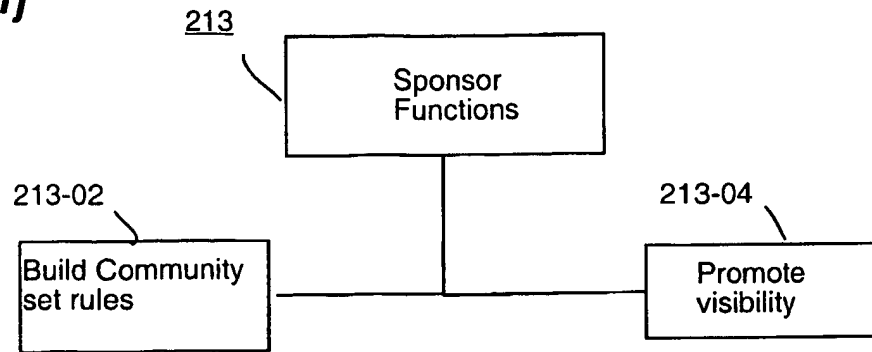 213
Sponsor
Functions
213-02
213-04
Build Community
set rules
Promote
visibility